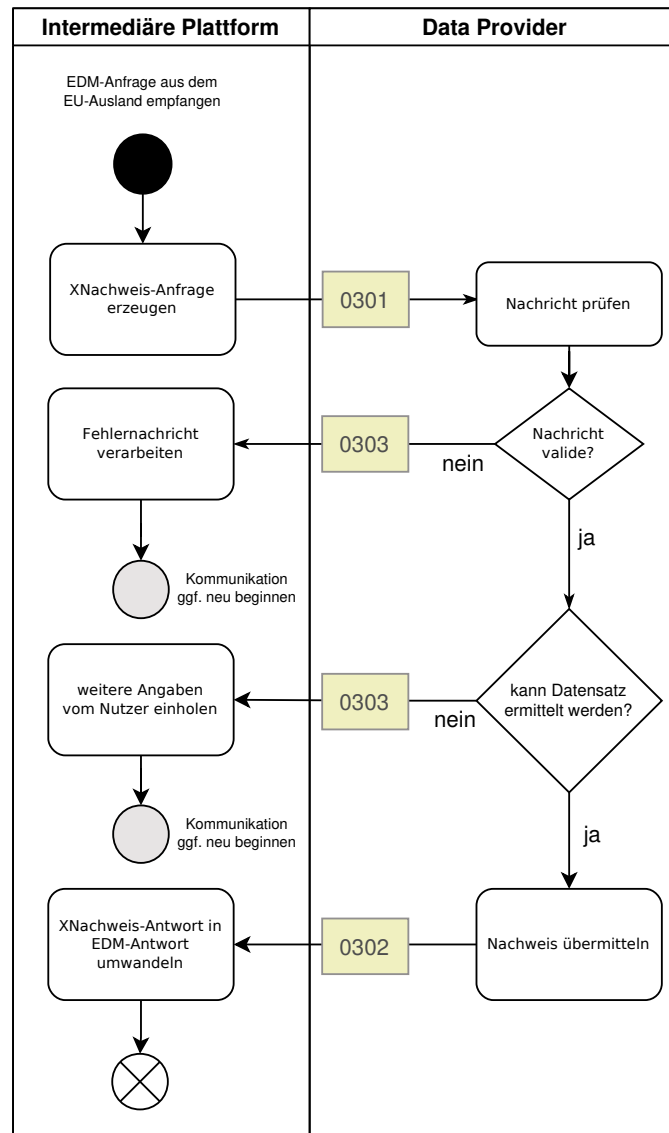 Intermediäre Plattform
Data Provider
EDM-Anfrage aus dem
EU-Ausland empfangen
XNachweis-Anfrage
erzeugen
0301
Nachricht prüfen
Fehlernachricht
verarbeiten
0303
nein
Nachricht
valide?
ja
Kommunikation
ggf. neu beginnen
weitere Angaben
vom Nutzer einholen
0303
nein
kann Datensatz
ermittelt werden?
ja
Kommunikation
ggf. neu beginnen
XNachweis-Antwort in
EDM-Antwort
umwandeln
0302
Nachweis übermitteln